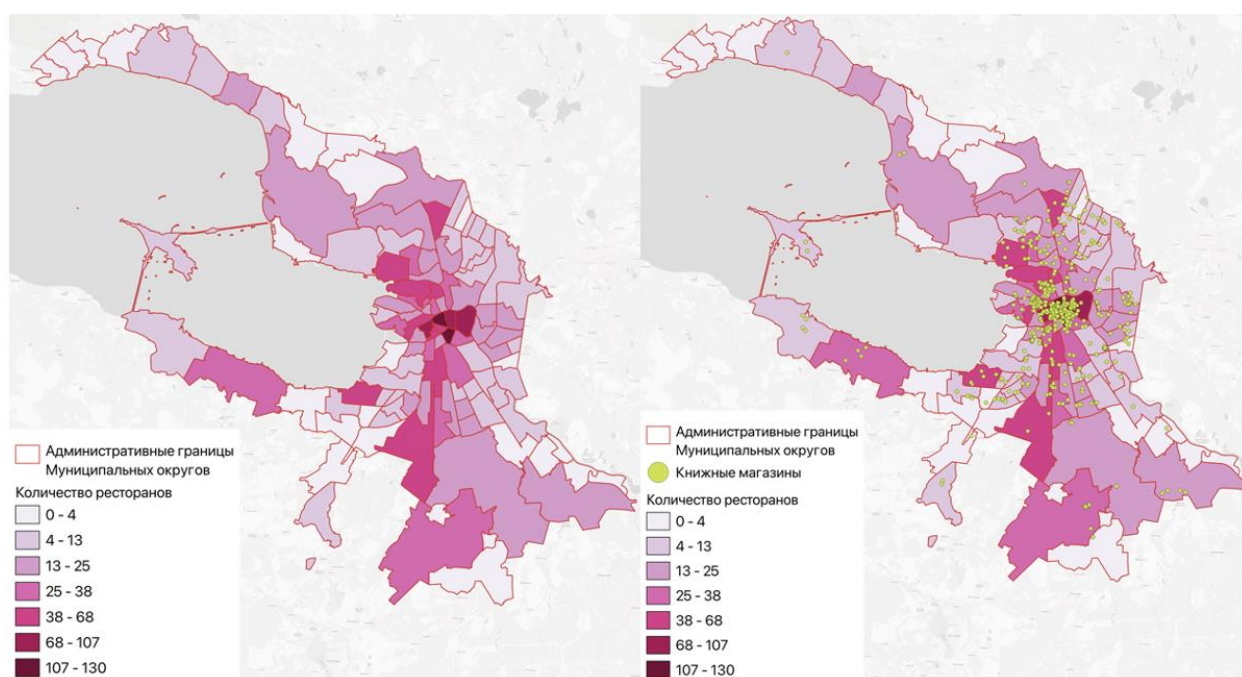 Административные границы
Муниципальных округов
Количество ресторанов
0 - 4
4 - 13
13 - 25
25 - 38
38 - 68
68 - 107
107 - 130
Административные границы
Муниципальных округов
Книжные магазины
Количество ресторанов
0 - 4
4 - 13
13 - 25
25 - 38
38 - 68
68 - 107
107 - 130